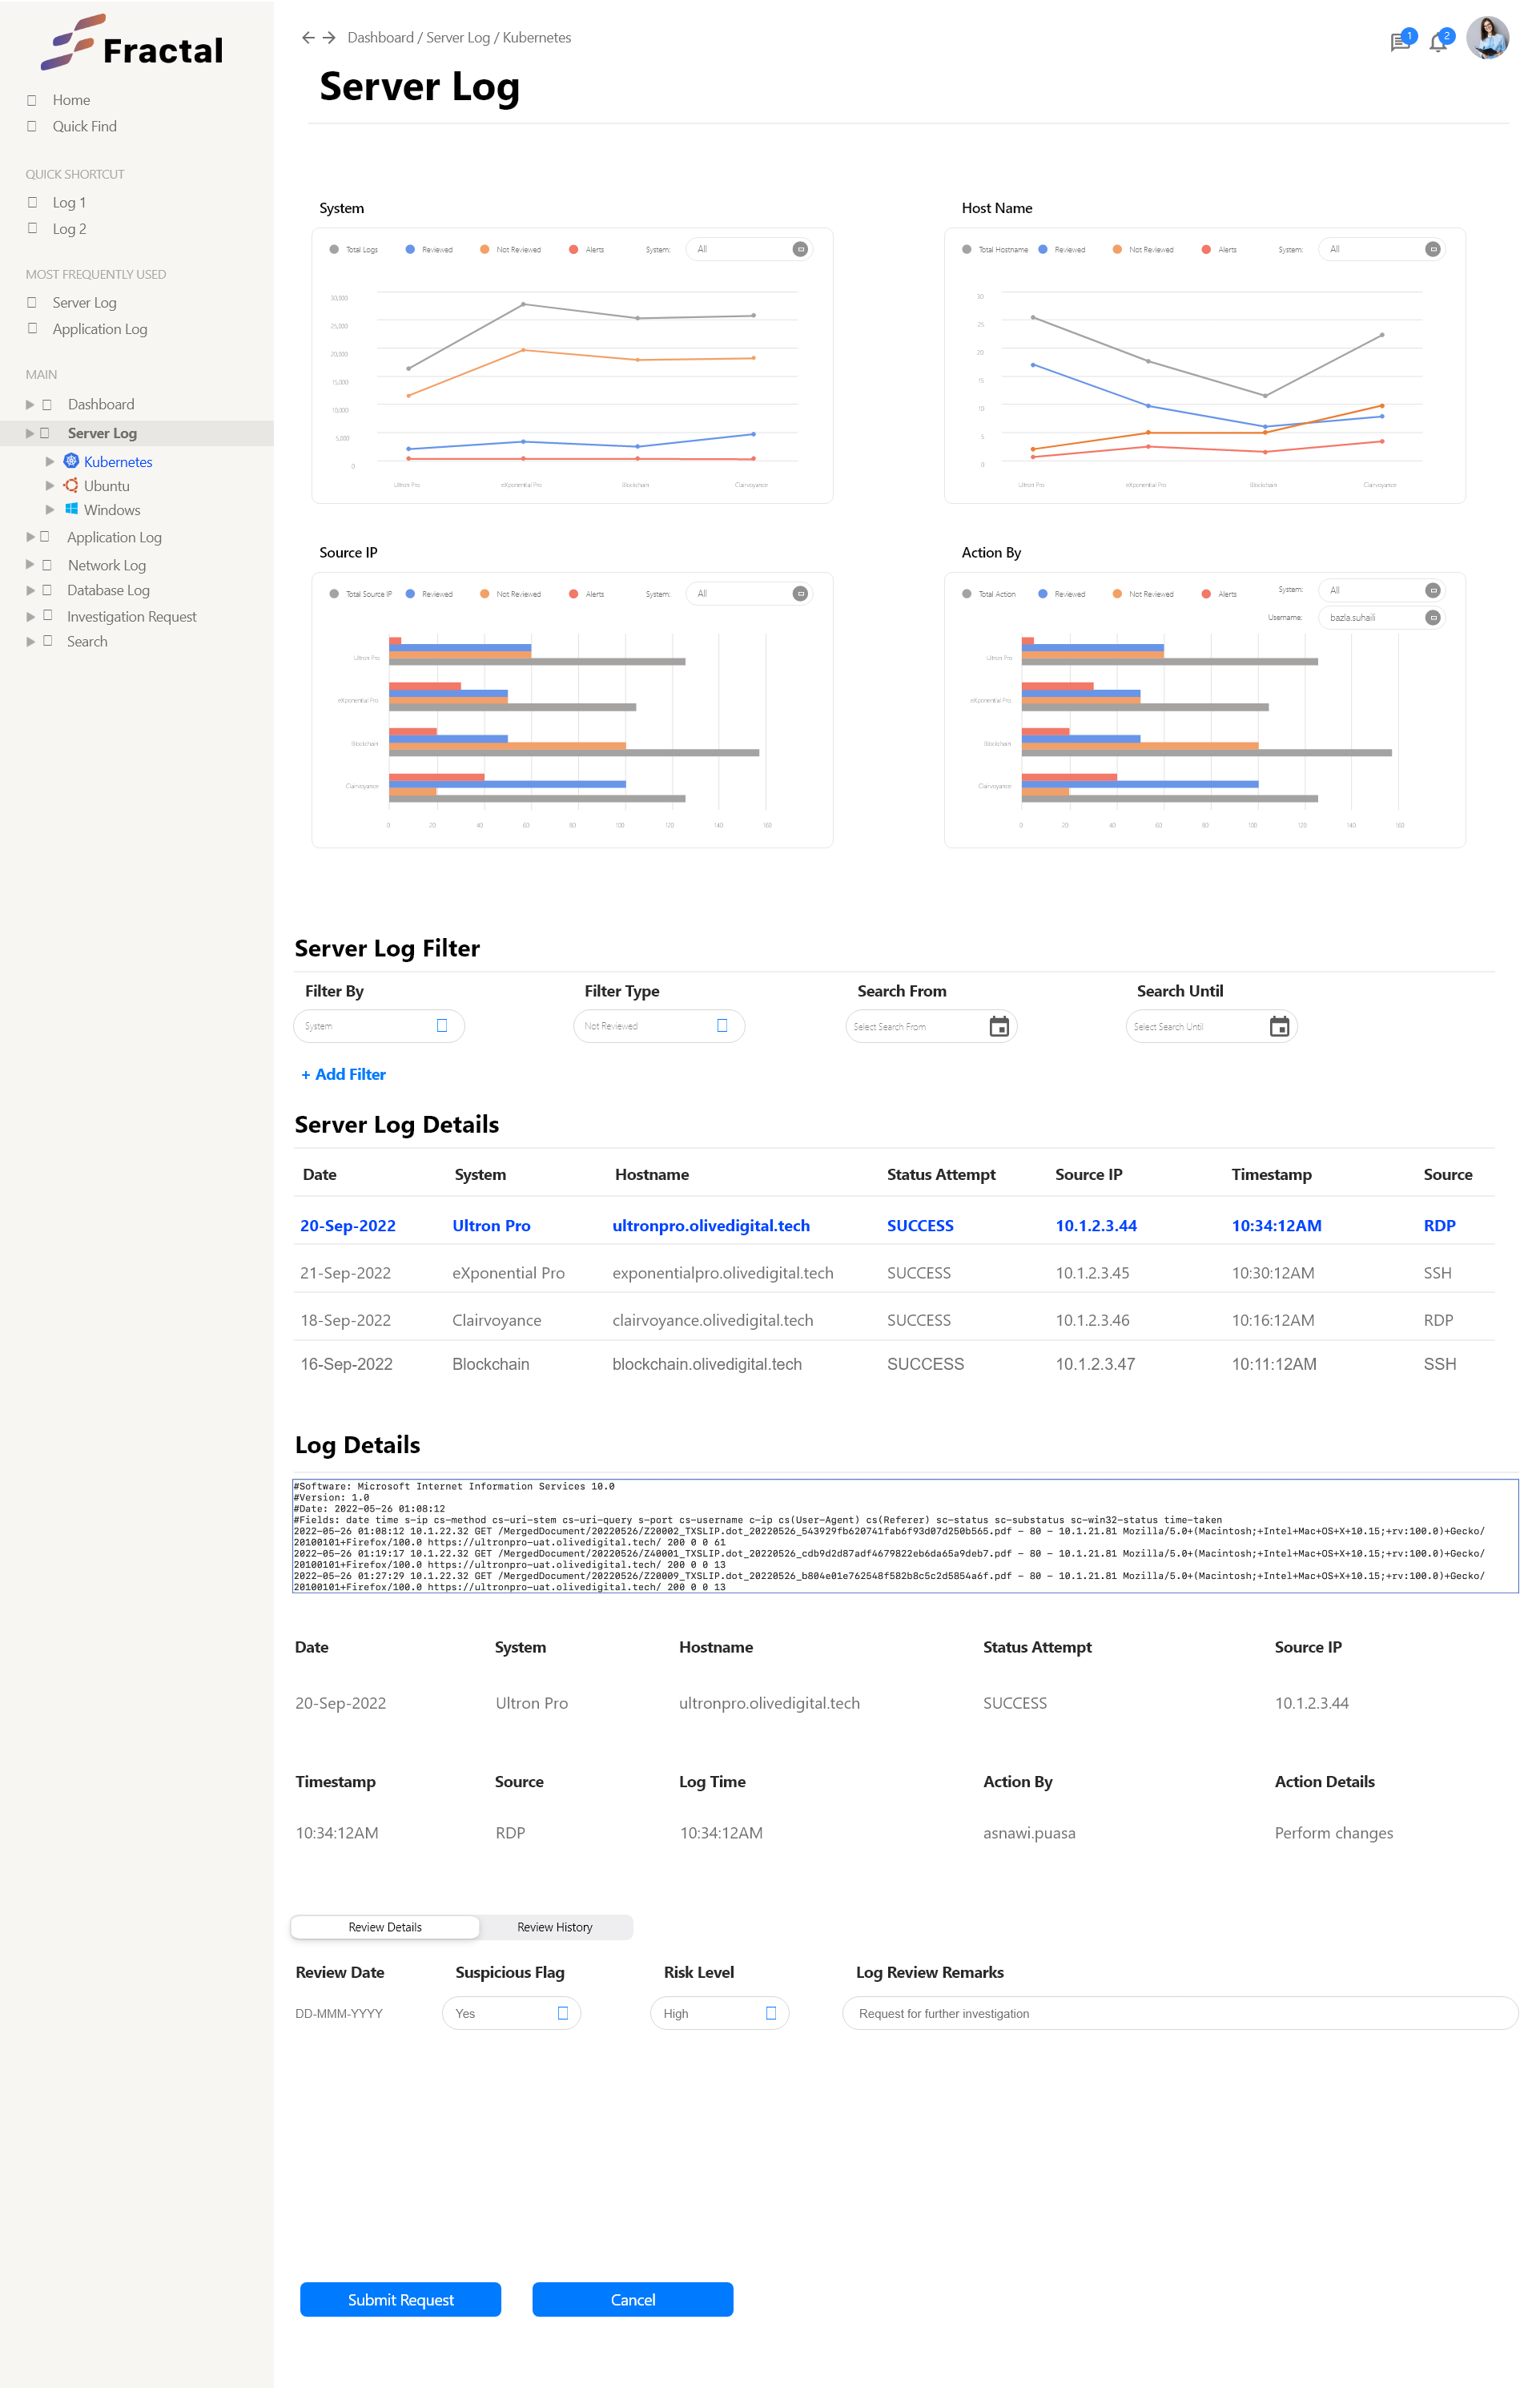 Fractal
Home
Quick Find
QUICK SHORTCUT
Log 1
Log 2
MOST FREQUENTLY USED
Server Log
Application Log
MAIN
Dashboard
Server Log
Kubernetes
Ubuntu
Windows
Application Log
Network Log
Database Log
Investigation Request
Search
Dashboard / Server Log / Kubernetes
1
2
Server Log
System
Total Logs Reviewed Not Reviewed Alerts System: All
30,000
25,000
20,000
15,000
10,000
5,000
0
Ultron Pro eXponential Pro Blockchain Clairvoyance
Host Name
Total Hostname Reviewed Not Reviewed Alerts System: All
30
25
20
15
10
5
0
Ultron Pro eXponential Pro Blockchain Clairvoyance
Source IP
Total Source IP Reviewed Not Reviewed Alerts System: All
Ultron Pro
eXponential Pro
Blockchain
Clairvoyance
0 20 40 60 80 100 120 140 160
Action By
Total Action Reviewed Not Reviewed Alerts System: All
Username: bazla.suhaili
Ultron Pro
eXponential Pro
Blockchain
Clairvoyance
0 20 40 60 80 100 120 140 160
Server Log Filter
Filter By Filter Type Search From Search Until
System Not Reviewed Select Search From Select Search Until
+ Add Filter
Server Log Details
Date System Hostname Status Attempt Source IP Timestamp Source
20-Sep-2022 Ultron Pro ultronpro.olivedigital.tech SUCCESS 10.1.2.3.44 10:34:12AM RDP
21-Sep-2022 eXponential Pro exponentialpro.olivedigital.tech SUCCESS 10.1.2.3.45 10:30:12AM SSH
18-Sep-2022 Clairvoyance clairvoyance.olivedigital.tech SUCCESS 10.1.2.3.46 10:16:12AM RDP
16-Sep-2022 Blockchain blockchain.olivedigital.tech SUCCESS 10.1.2.3.47 10:11:12AM SSH
Log Details
#Software: Microsoft Internet Information Services 10.0
#Version: 1.0
#Date: 2022-05-26 01:08:12
#Fields: date time s-ip cs-method cs-uri-stem cs-uri-query s-port cs-username c-ip cs(User-Agent) cs(Referer) sc-status sc-substatus sc-win32-status time-taken
2022-05-26 01:08:12 10.1.22.32 GET /MergedDocument/20220526/Z20002_TXSLIP.dot_20220526_543929fb620741fab6f93d07d250b565.pdf - 80 - 10.1.21.81 Mozilla/5.0+(Macintosh;+Intel+Mac+OS+X+10.15;+rv:100.0)+Gecko/
20100101+Firefox/100.0 https://ultronpro-uat.olivedigital.tech/ 200 0 0 61
2022-05-26 01:19:17 10.1.22.32 GET /MergedDocument/20220526/Z40001_TXSLIP.dot_20220526_cdb9d2d87adf4679822eb6da65a9deb7.pdf - 80 - 10.1.21.81 Mozilla/5.0+(Macintosh;+Intel+Mac+OS+X+10.15;+rv:100.0)+Gecko/
20100101+Firefox/100.0 https://ultronpro-uat.olivedigital.tech/ 200 0 0 13
2022-05-26 01:27:29 10.1.22.32 GET /MergedDocument/20220526/Z20009_TXSLIP.dot_20220526_b804e01e762548f582b8c5c2d5854a6f.pdf - 80 - 10.1.21.81 Mozilla/5.0+(Macintosh;+Intel+Mac+OS+X+10.15;+rv:100.0)+Gecko/
20100101+Firefox/100.0 https://ultronpro-uat.olivedigital.tech/ 200 0 0 13
Date System Hostname Status Attempt Source IP
20-Sep-2022 Ultron Pro ultronpro.olivedigital.tech SUCCESS 10.1.2.3.44
Timestamp Source Log Time Action By Action Details
10:34:12AM RDP 10:34:12AM asnawi.puasa Perform changes
Review Details Review History
Review Date Suspicious Flag Risk Level Log Review Remarks
DD-MMM-YYYY Yes High Request for further investigation
Submit Request Cancel